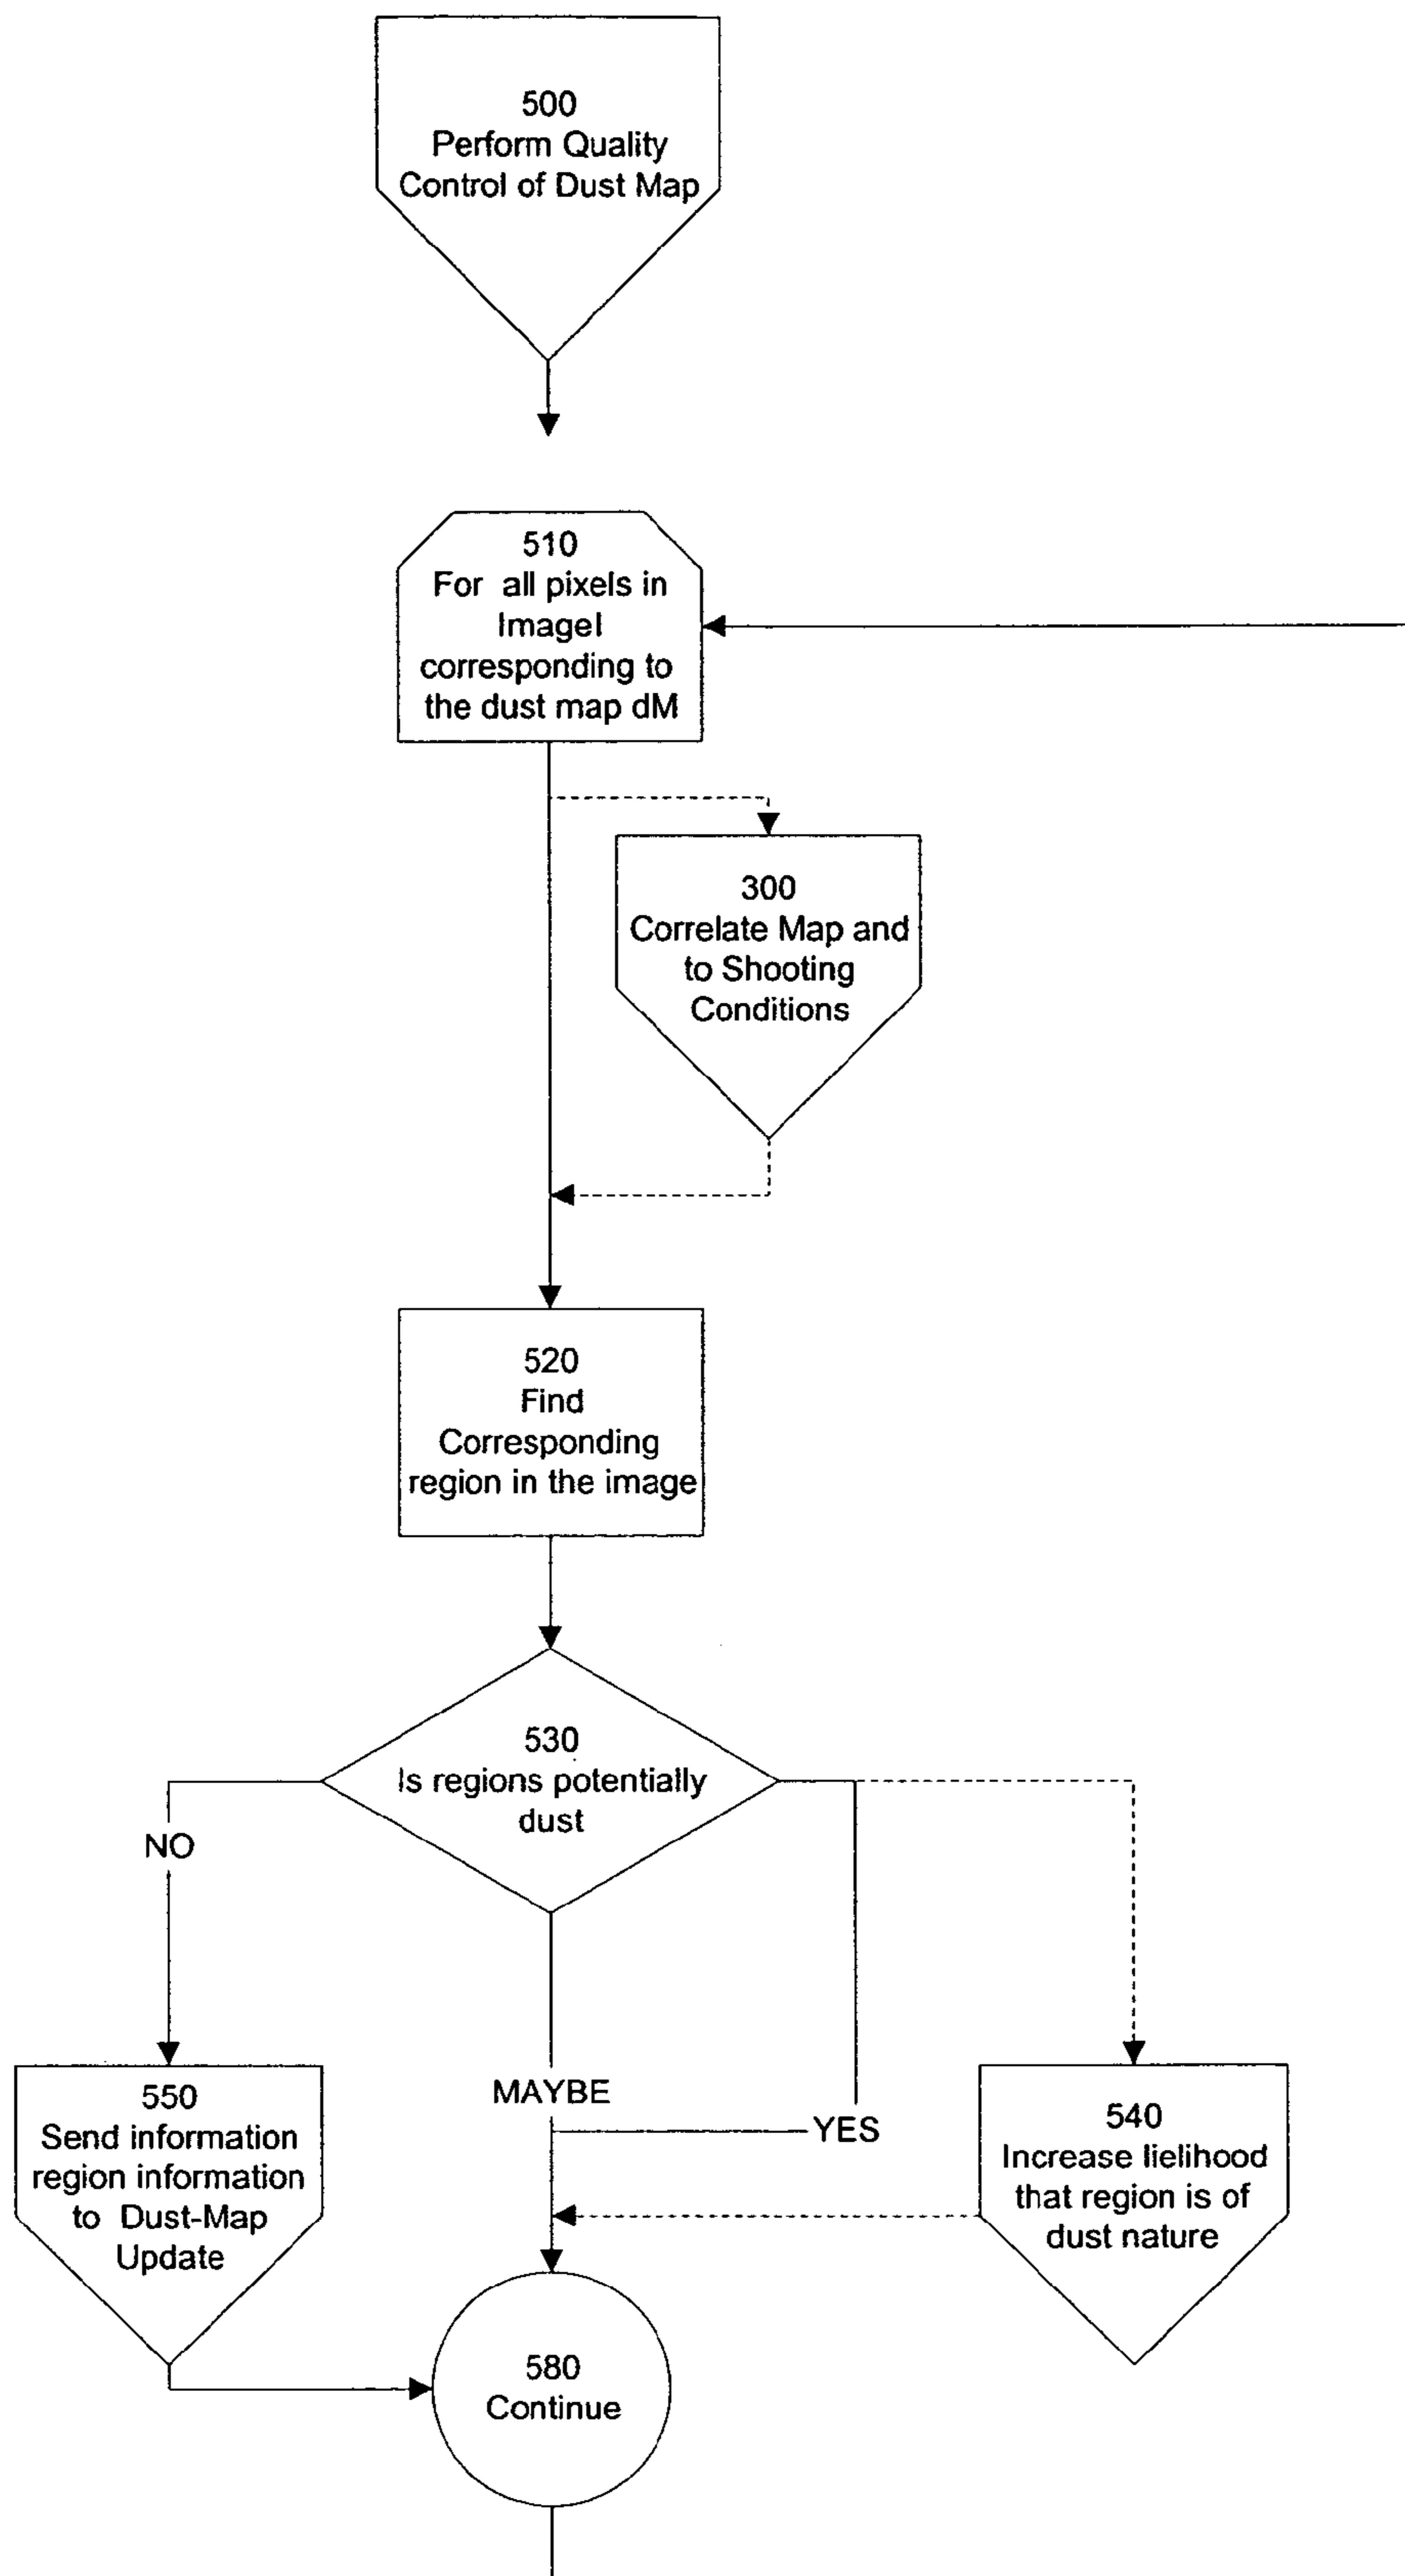 500
Perform Quality
Control of Dust Map
510
For all pixels in
ImageI
corresponding to
the dust map dM
300
Correlate Map and
to Shooting
Conditions
520
Find
Corresponding
region in the image
530
Is regions potentially
dust
NO
MAYBE
YES
550
Send information
region information
to Dust-Map
Update
540
Increase lielihood
that region is of
dust nature
580
Continue